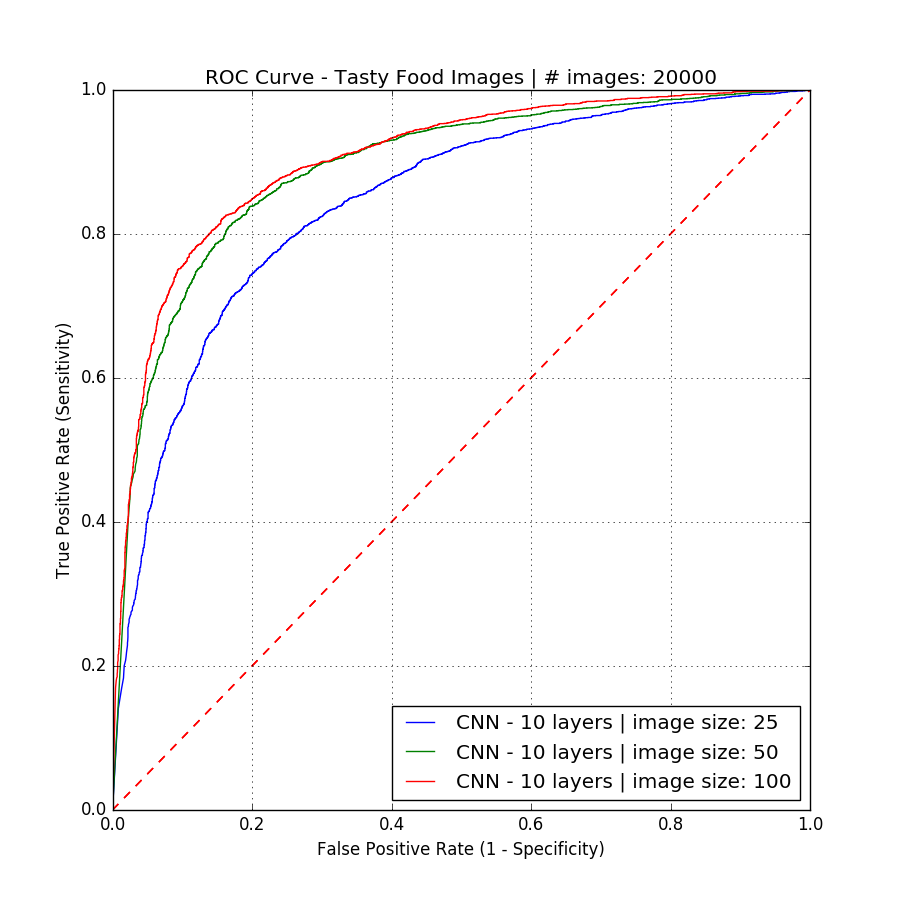 ROC Curve - Tasty Food Images | # images: 20000
1.0
0.8
0.6
0.4
0.2
0.0
True Positive Rate (Sensitivity)
CNN - 10 layers | image size: 25
CNN - 10 layers | image size: 50
CNN - 10 layers | image size: 100
0.0 0.2 0.4 0.6 0.8 1.0
False Positive Rate (1 - Specificity)